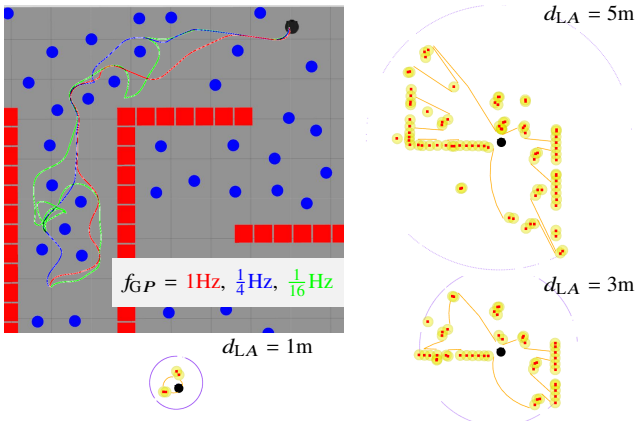 d_LA = 5m
f_GP = 1Hz, 1/4 Hz, 1/16 Hz
d_LA = 3m
d_LA = 1m